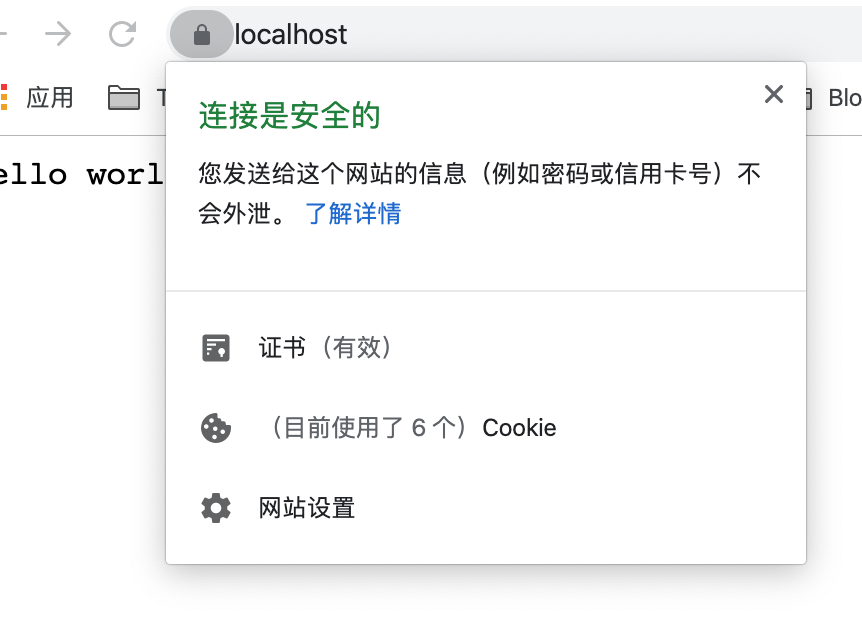 localhost
应用
T
Blo
连接是安全的
ello worl
您发送给这个网站的信息（例如密码或信用卡号）不
会外泄。 了解详情
证书（有效）
（目前使用了 6 个） Cookie
网站设置